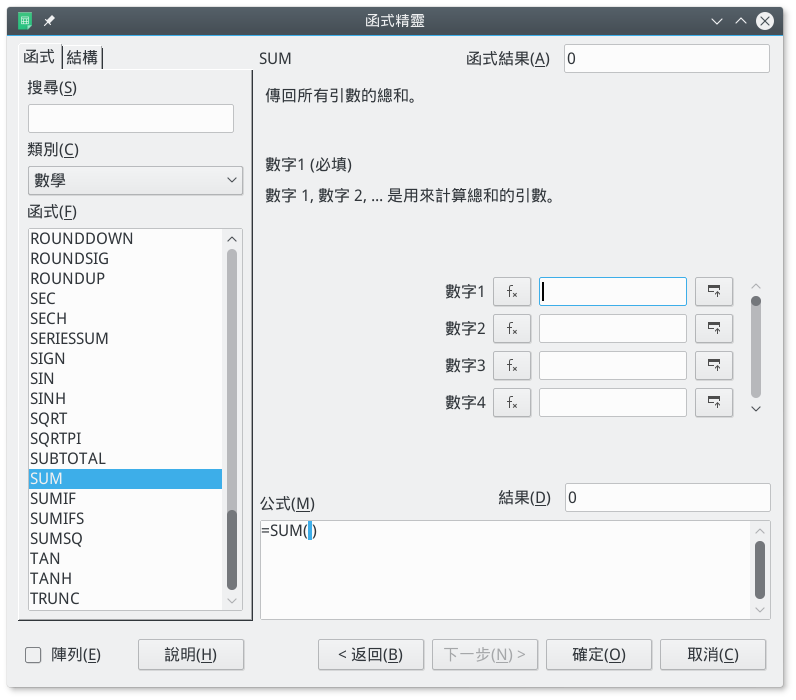 函式精靈
函式 結構
搜尋(S)
類別(C)
數學
函式(F)
ROUNDDOWN
ROUNDSIG
ROUNDUP
SEC
SECH
SERIESSUM
SIGN
SIN
SINH
SQRT
SQRTPI
SUBTOTAL
SUM
SUMIF
SUMIFS
SUMSQ
TAN
TANH
TRUNC
SUM 函式結果(A) 0
傳回所有引數的總和。
數字1 (必填)
數字 1, 數字 2, ... 是用來計算總和的引數。
數字1 fx
數字2 fx
數字3 fx
數字4 fx
公式(M) 結果(D) 0
=SUM()
陣列(E) 說明(H) < 返回(B) 下一步(N) > 確定(O) 取消(C)